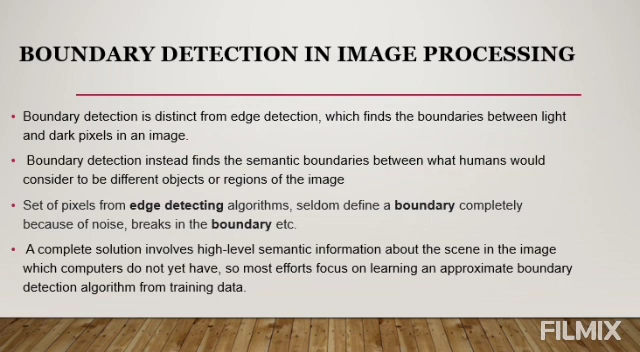 BOUNDARY DETECTION IN IMAGE PROCESSING
• Boundary detection is distinct from edge detection, which finds the boundaries between light
and dark pixels in an image.
• Boundary detection instead finds the semantic boundaries between what humans would
consider to be different objects or regions of the image
• Set of pixels from edge detecting algorithms, seldom define a boundary completely
because of noise, breaks in the boundary etc.
• A complete solution involves high-level semantic information about the scene in the image
which computers do not yet have, so most efforts focus on learning an approximate boundary
detection algorithm from training data.
FILMIX